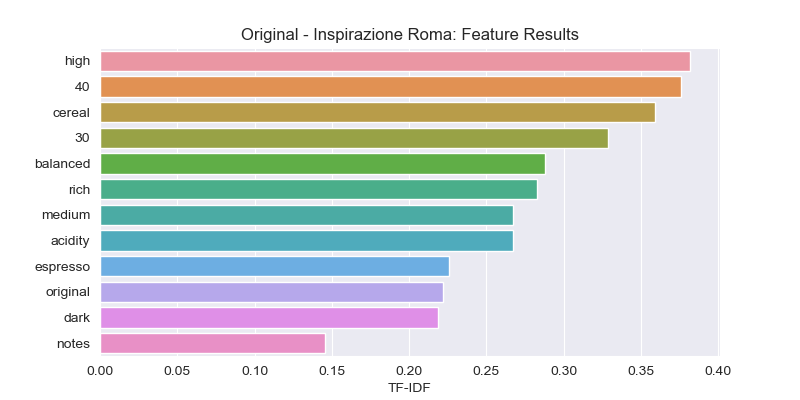 Original - Inspirazione Roma: Feature Results
high
40
cereal
30
balanced
rich
medium
acidity
espresso
original
dark
notes
0.00 0.05 0.10 0.15 0.20 0.25 0.30 0.35 0.40
TF-IDF